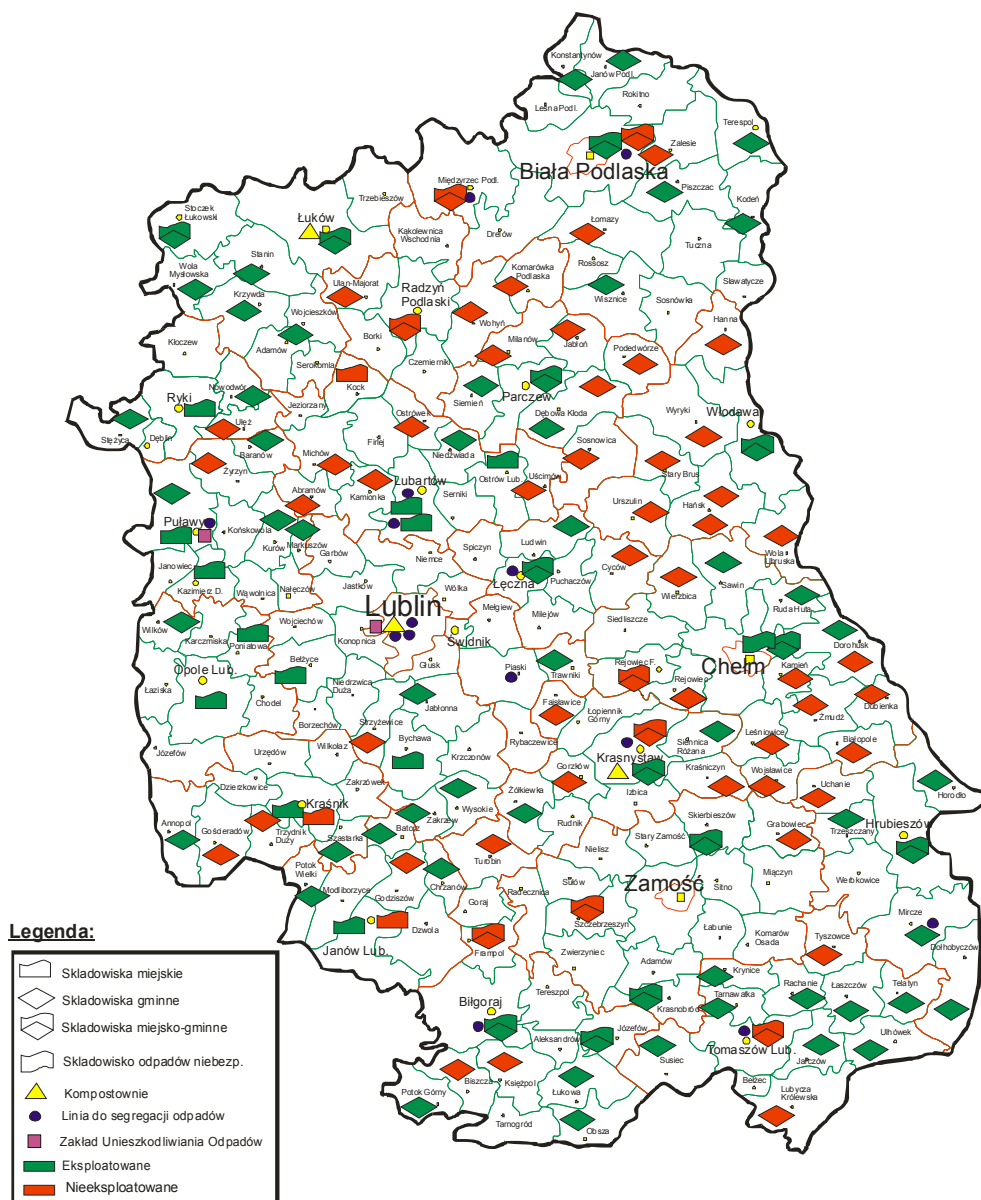 Konstantynów
Janów Podl.
Rokitno
Leśna Podl.
Terespol
Zalesie
Biała Podlaska
Międzyrzec Podl.
Piszczac
Trzebieszów
Kodeń
Stoczek
Łukowski
Łuków
Kąkolewnica
Wschodnia
Drelów
Łomazy
Tuczna
Stanin
Rossosz
Wola
Mysłowska
Komarówka
Podlaska
Sławatycze
Ulan-Majorat
Radzyń
Podlaski
Wisznice
Sosnówka
Krzywda
Wojcieszków
Wohyń
Hanna
Kłoczew
Adamów
Borki
Milanów
Jabłoń
Podedwórze
Serokomla
Czemierniki
Nowodwór
Kock
Siemień
Parczew
Ryki
Jeziorzany
Ostrówek
Dębowa Kłoda
Wyryki
Włodawa
Stężyca
Dęblin
Ułęż
Baranów
Firlej
Niedźwiada
Sosnowica
Żyrzyn
Michów
Stary Brus
Abramów
Kamionka
Lubartów
Serniki
Ostrów Lub.
Uścimów
Urszulin
Hańsk
Puławy
Końskowola
Kurów
Markuszów
Garbów
Niemce
Spiczyn
Ludwin
Cyców
Wola
Uhruska
Janowiec
Kazimierz D.
Wąwolnica
Nałęczów
Jastków
Wólka
Łęczna
Puchaczów
Wierzbica
Sawin
Ruda Huta
Lublin
Wojciechów
Konopnica
Mełgiew
Milejów
Siedliszcze
Wilków
Karczmiska
Poniatowa
Świdnik
Głusk
Chełm
Dorohusk
Opole Lub.
Bełżyce
Niedrzwica
Duża
Piaski
Trawniki
Rejowiec F.
Rejowiec
Kamień
Łaziska
Chodel
Jabłonna
Fajsławice
Łopiennik
Górny
Żmudź
Dubienka
Borzechów
Strzyżewice
Bychawa
Rybaczewice
Siennica
Różana
Leśniowice
Białopole
Józefów
Urzędów
Wilkołaz
Krzczonów
Krasnystaw
Dzierzkowice
Zakrzówek
Gorzków
Kraśniczyn
Wojsławice
Uchanie
Horodło
Kraśnik
Wysokie
Żółkiewka
Izbica
Annopol
Gościeradów
Trzydnik
Duży
Szastarka
Batorz
Zakrzew
Rudnik
Skierbieszów
Stary Zamość
Grabowiec
Trzeszczany
Hrubieszów
Potok
Wielki
Modliborzyce
Godziszów
Chrzanów
Turobin
Nielisz
Miączyn
Werbkowice
Goraj
Radecznica
Sułów
Zamość
Sitno
Szczebrzeszyn
Mircze
Janów Lub.
Dzwola
Frampol
Zwierzyniec
Łabunie
Komarów
Osada
Tyszowce
Dołhobyczów
Adamów
Krynice
Rachanie
Łaszczów
Telatyn
Biłgoraj
Tereszpol
Krasnobród
Tarnawatka
Aleksandrów
Józefów
Susiec
Tomaszów Lub.
Jarczów
Ulhówek
Biszcza
Księżpol
Bełżec
Potok Górny
Łukowa
Lubycza
Królewska
Tarnogród
Obsza
Legenda:
Składowiska miejskie
Składowiska gminne
Składowiska miejsko-gminne
Składowisko odpadów niebezp.
Kompostownie
Linia do segregacji odpadów
Zakład Unieszkodliwiania Odpadów
Eksploatowane
Nieeksploatowane